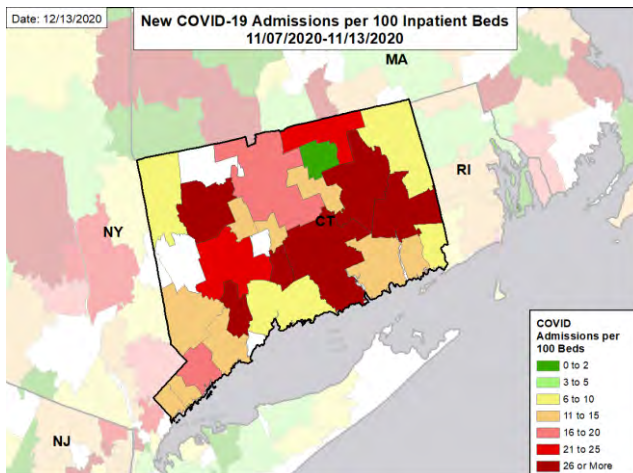 Date: 12/13/2020
New COVID-19 Admissions per 100 Inpatient Beds
11/07/2020-11/13/2020
MA
RI
NY
CT
NJ
COVID
Admissions per
100 Beds
0 to 2
3 to 5
6 to 10
11 to 15
16 to 20
21 to 25
26 or More